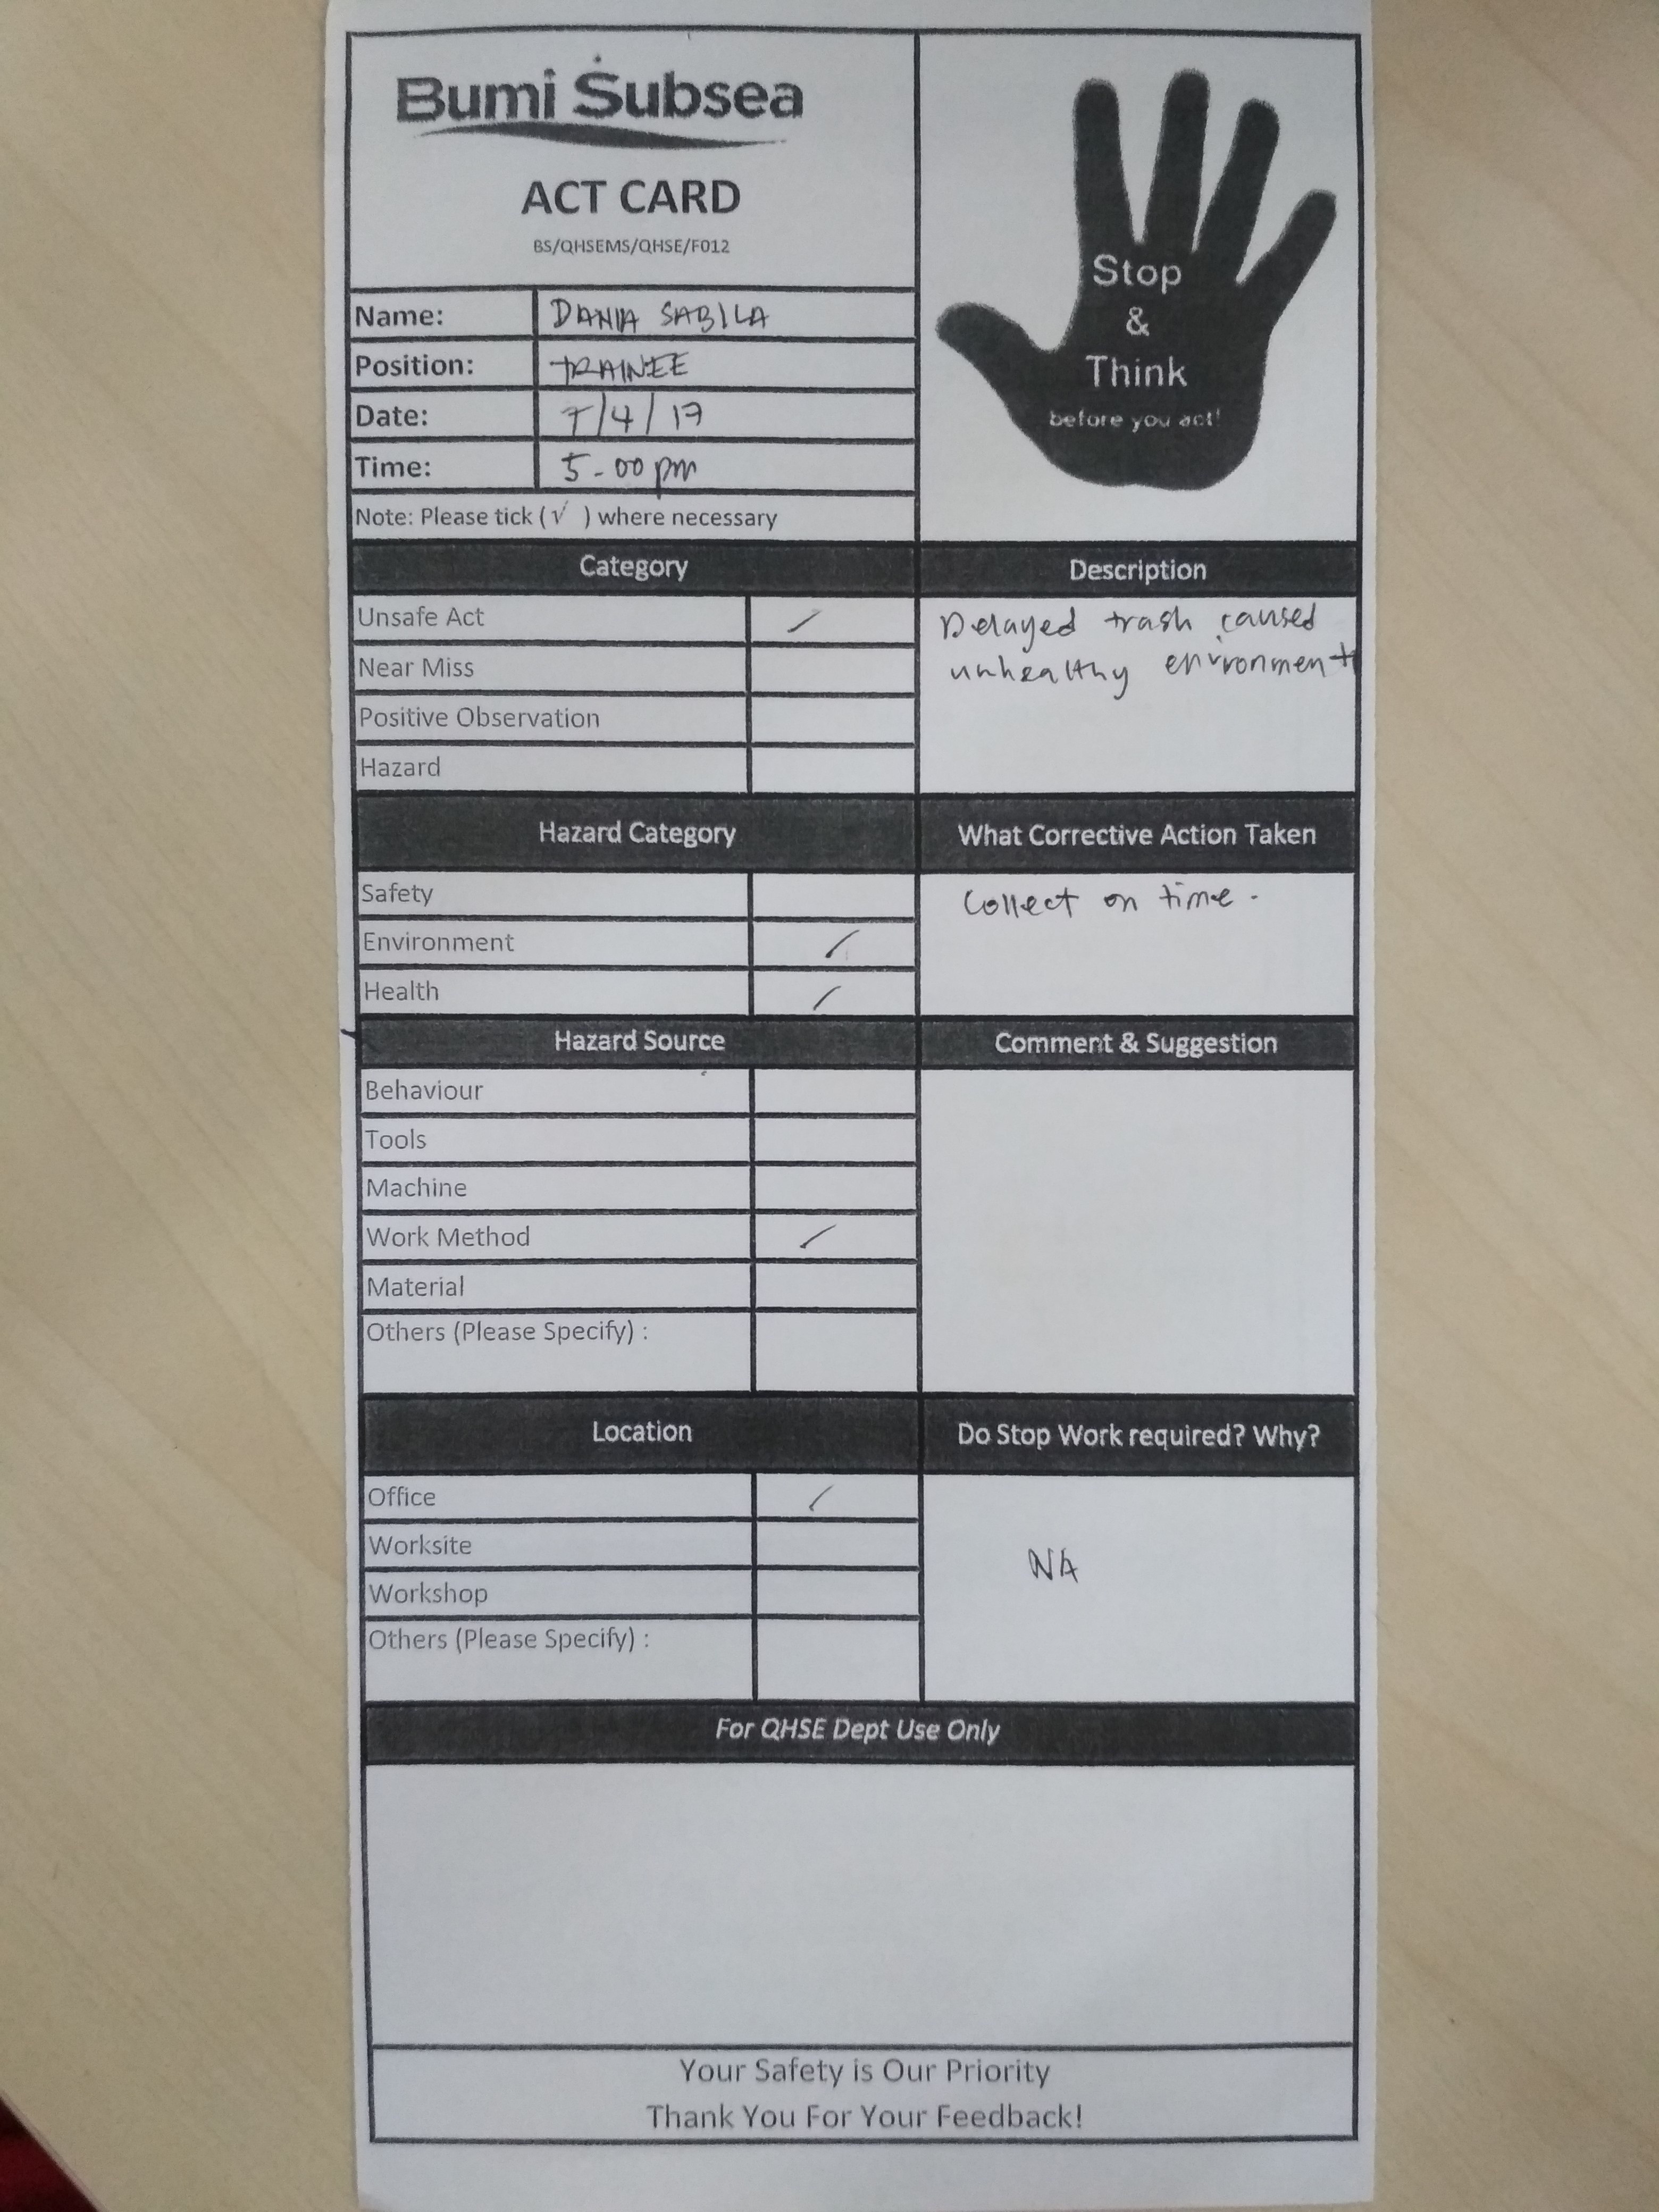 Bumi Subsea
ACT CARD
BS/QHSEMS/QHSE/F012
Stop
&
Think
before you act!
Name: DANIA SABILA
Position: TRAINEE
Date: 7/4/17
Time: 5-00 pm
Note: Please tick (√ ) where necessary
Category
Description
Unsafe Act ✓
Near Miss
Positive Observation
Hazard
Delayed trash caused
unhealthy environment
Hazard Category
What Corrective Action Taken
Safety
Environment ✓
Health ✓
Collect on time.
Hazard Source
Comment & Suggestion
Behaviour
Tools
Machine
Work Method ✓
Material
Others (Please Specify) :
Location
Do Stop Work required? Why?
Office ✓
Worksite
Workshop
Others (Please Specify) :
NA
For QHSE Dept Use Only
Your Safety is Our Priority
Thank You For Your Feedback!